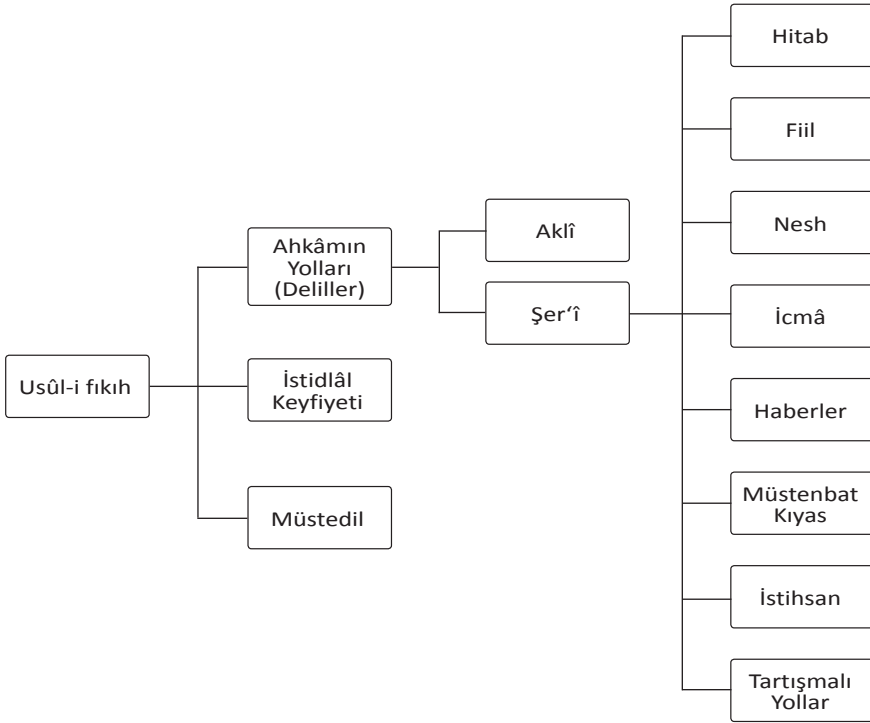 Usûl-i fıkıh
Ahkâmın
Yolları
(Deliller)
İstidlâl
Keyfiyeti
Müstedil
Aklî
Şer‘î
Hitab
Fiil
Nesh
İcmâ
Haberler
Müstenbat
Kıyas
İstihsan
Tartışmalı
Yollar